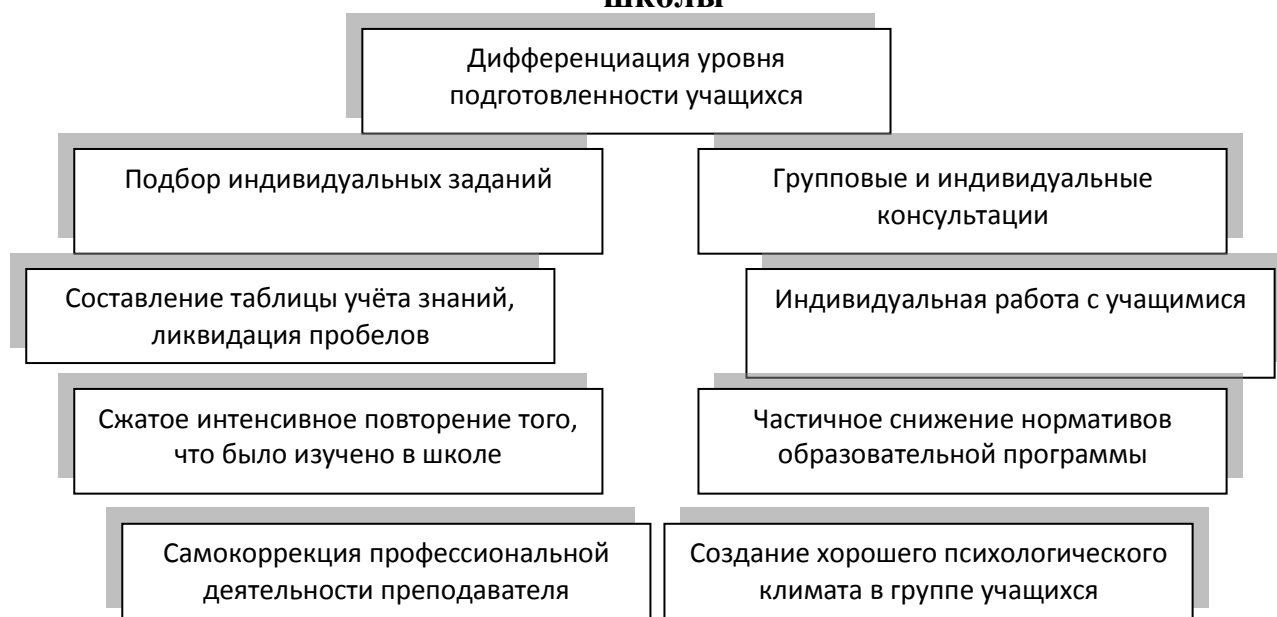 школы
Дифференциация уровня
подготовленности учащихся
Подбор индивидуальных заданий
Групповые и индивидуальные
консультации
Составление таблицы учёта знаний,
ликвидация пробелов
Индивидуальная работа с учащимися
Сжатое интенсивное повторение того,
что было изучено в школе
Частичное снижение нормативов
образовательной программы
Самокоррекция профессиональной
деятельности преподавателя
Создание хорошего психологического
климата в группе учащихся